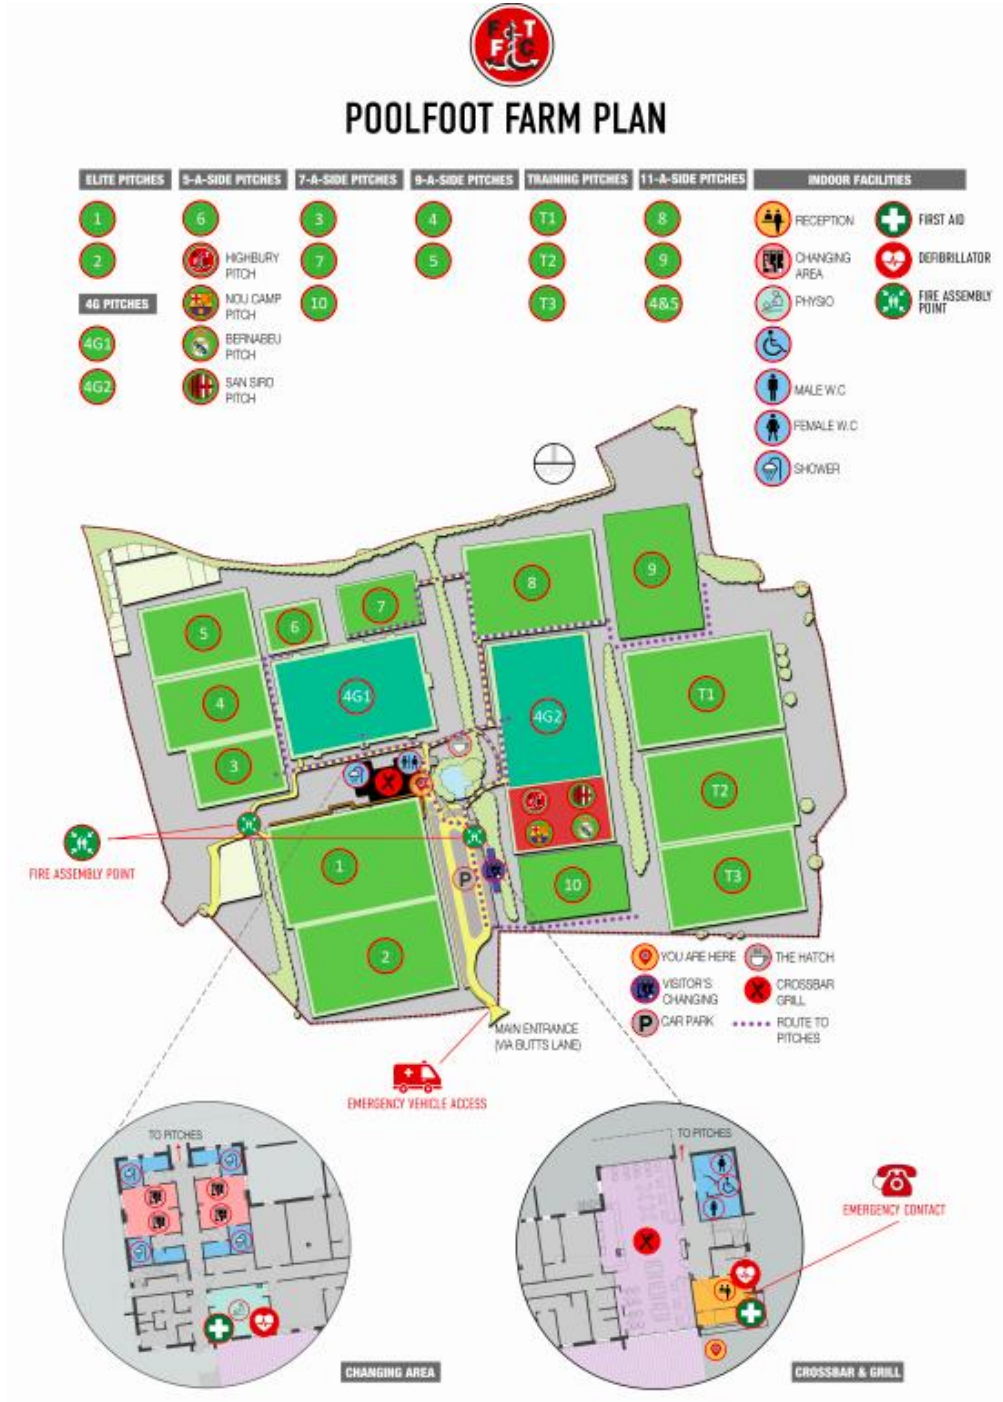 F T
F C
POOLFOOT FARM PLAN
ELITE PITCHES
1
2
4G PITCHES
4G1
4G2
5-A-SIDE PITCHES
6
HIGHBURY
PITCH
NOU CAMP
PITCH
BERNABEU
PITCH
SAN SIRO
PITCH
7-A-SIDE PITCHES
3
7
10
9-A-SIDE PITCHES
4
5
TRAINING PITCHES
T1
T2
T3
11-A-SIDE PITCHES
8
9
4&5
INDOOR FACILITIES
RECEPTION
CHANGING
AREA
PHYSIO
MALE W.C
FEMALE W.C
SHOWER
FIRST AID
DEFIBRILLATOR
FIRE ASSEMBLY
POINT
9
8
7
6
5
4G1
4
T1
4G2
3
T2
1
10
T3
P
2
FIRE ASSEMBLY POINT
YOU ARE HERE
THE HATCH
VISITOR'S
CHANGING
CROSSBAR
GRILL
P CAR PARK
ROUTE TO
PITCHES
MAIN ENTRANCE
(VIA BUTTS LANE)
EMERGENCY VEHICLE ACCESS
TO PITCHES
CHANGING AREA
TO PITCHES
EMERGENCY CONTACT
CROSSBAR & GRILL